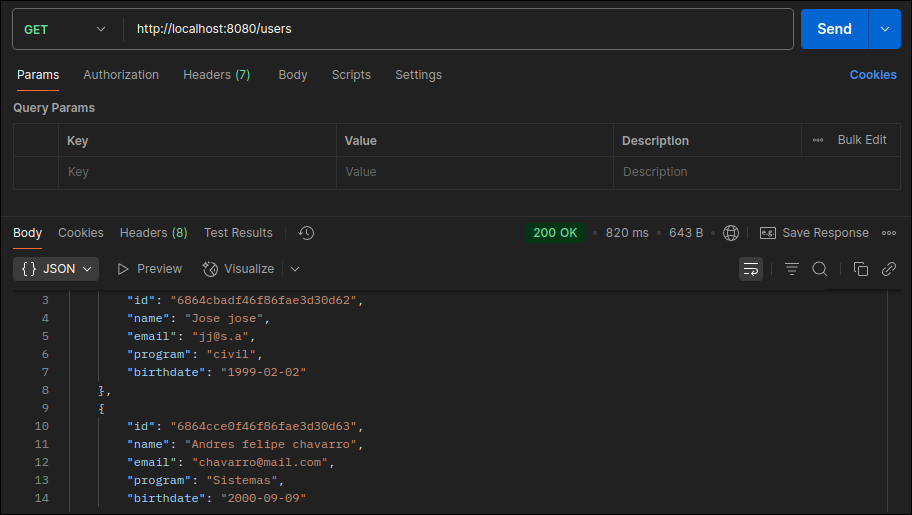 GET http://localhost:8080/users Send
Params Authorization Headers (7) Body Scripts Settings Cookies
Query Params
Key Value Description ••• Bulk Edit
Key Value Description
Body Cookies Headers (8) Test Results 200 OK • 820 ms • 643 B • e.g. Save Response •••
{} JSON Preview Visualize
3 "id": "6864cbadf46f86fae3d30d62",
4 "name": "Jose jose",
5 "email": "jj@s.a",
6 "program": "civil",
7 "birthdate": "1999-02-02"
8 },
9 {
10 "id": "6864cce0f46f86fae3d30d63",
11 "name": "Andres felipe chavarro",
12 "email": "chavarro@mail.com",
13 "program": "Sistemas",
14 "birthdate": "2000-09-09"